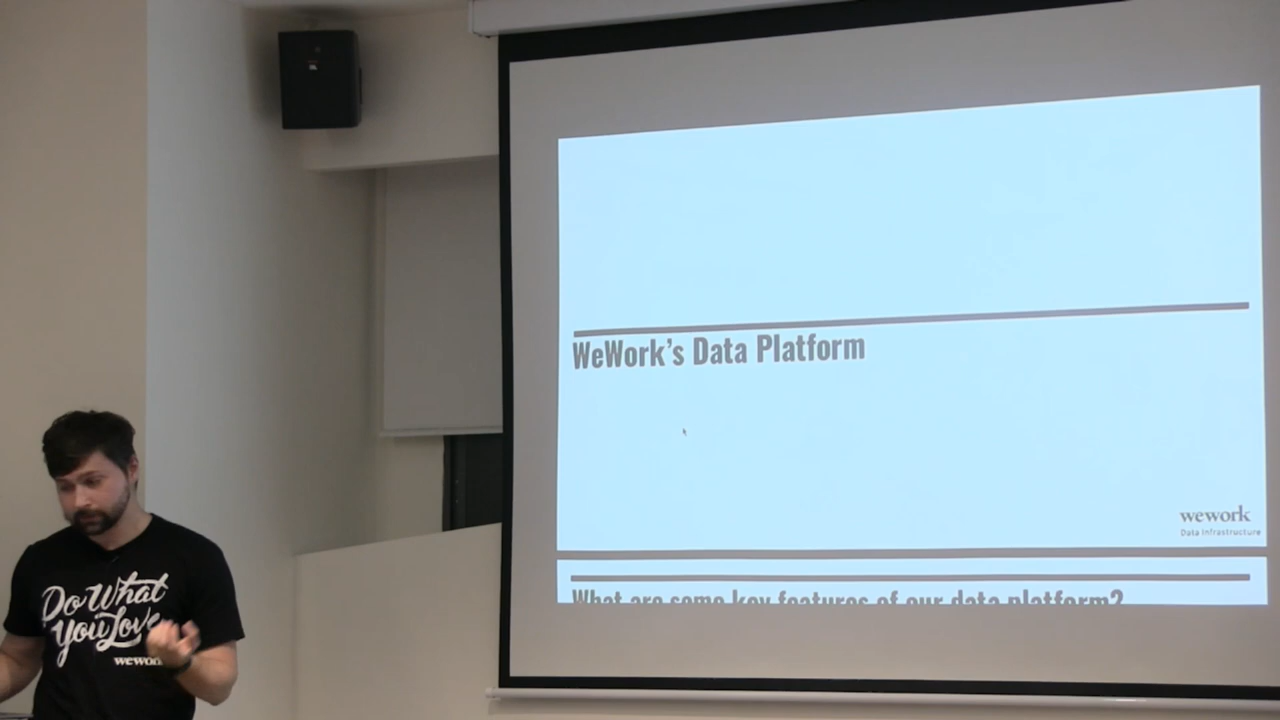 WeWork's Data Platform
wework
Data Infrastructure
What are some key features of our data platform?
Do What
You Love
wework